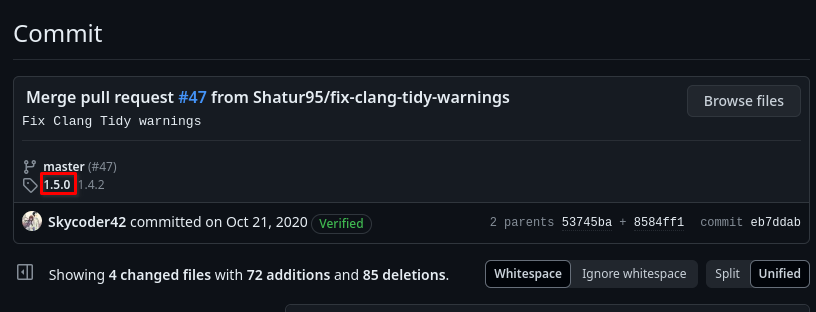 Commit
Merge pull request #47 from Shatur95/fix-clang-tidy-warnings
Browse files
Fix Clang Tidy warnings
master (#47)
1.5.0 1.4.2
Skycoder42 committed on Oct 21, 2020 Verified 2 parents 53745ba + 8584ff1 commit eb7ddab
Showing 4 changed files with 72 additions and 85 deletions. Whitespace Ignore whitespace Split Unified